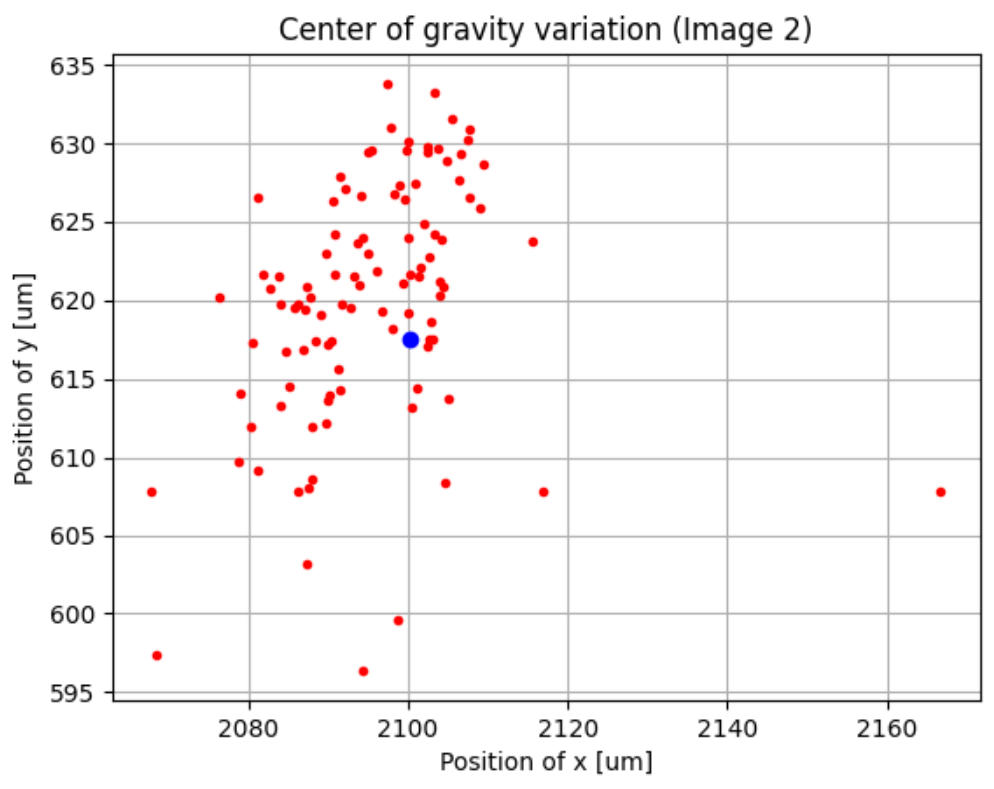 Center of gravity variation (Image 2)
635
630
625
620
615
610
605
600
595
Position of y [um]
2080 2100 2120 2140 2160
Position of x [um]